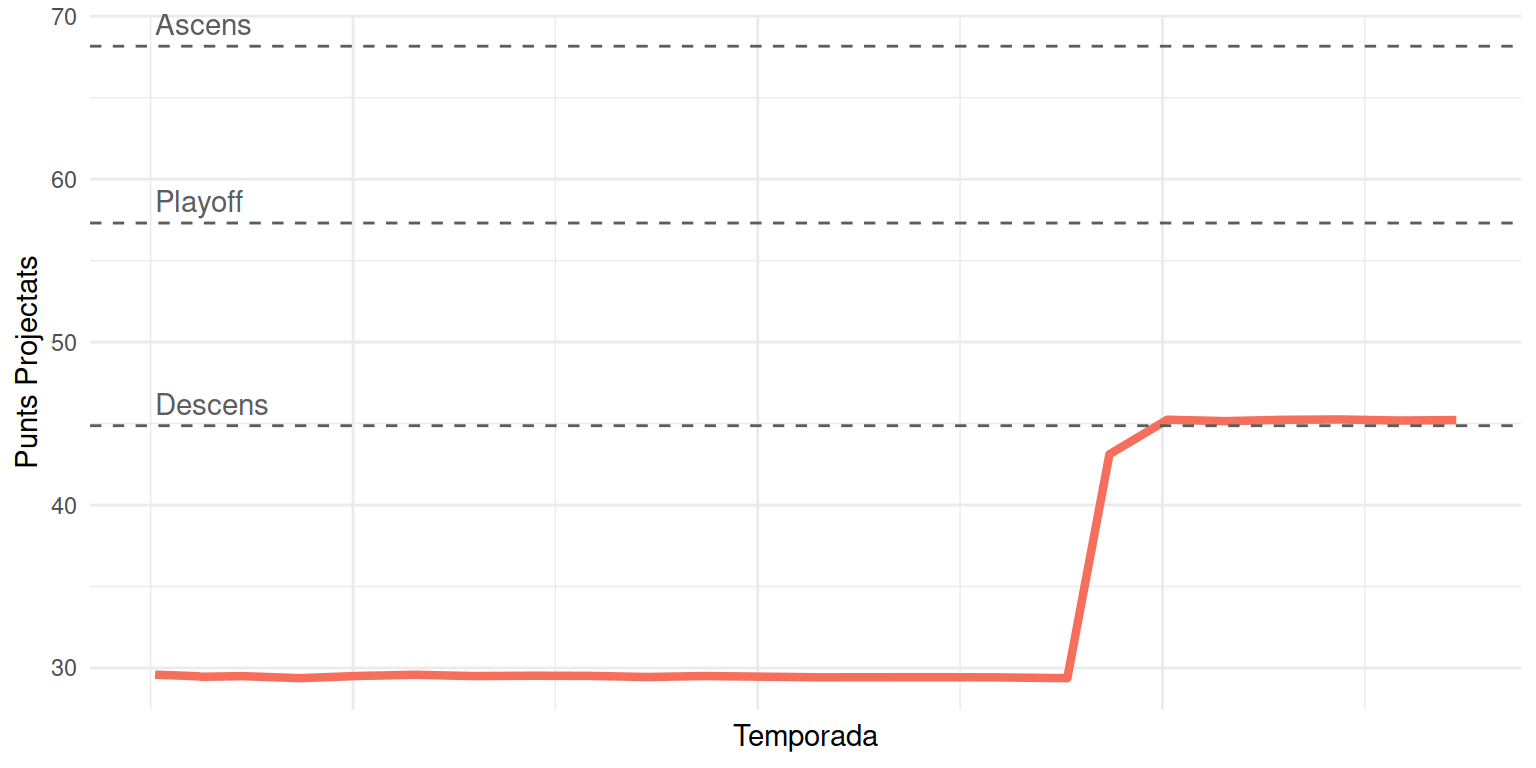 70
Ascens
60
Playoff
Punts Projectats
50
Descens
40
30
Temporada